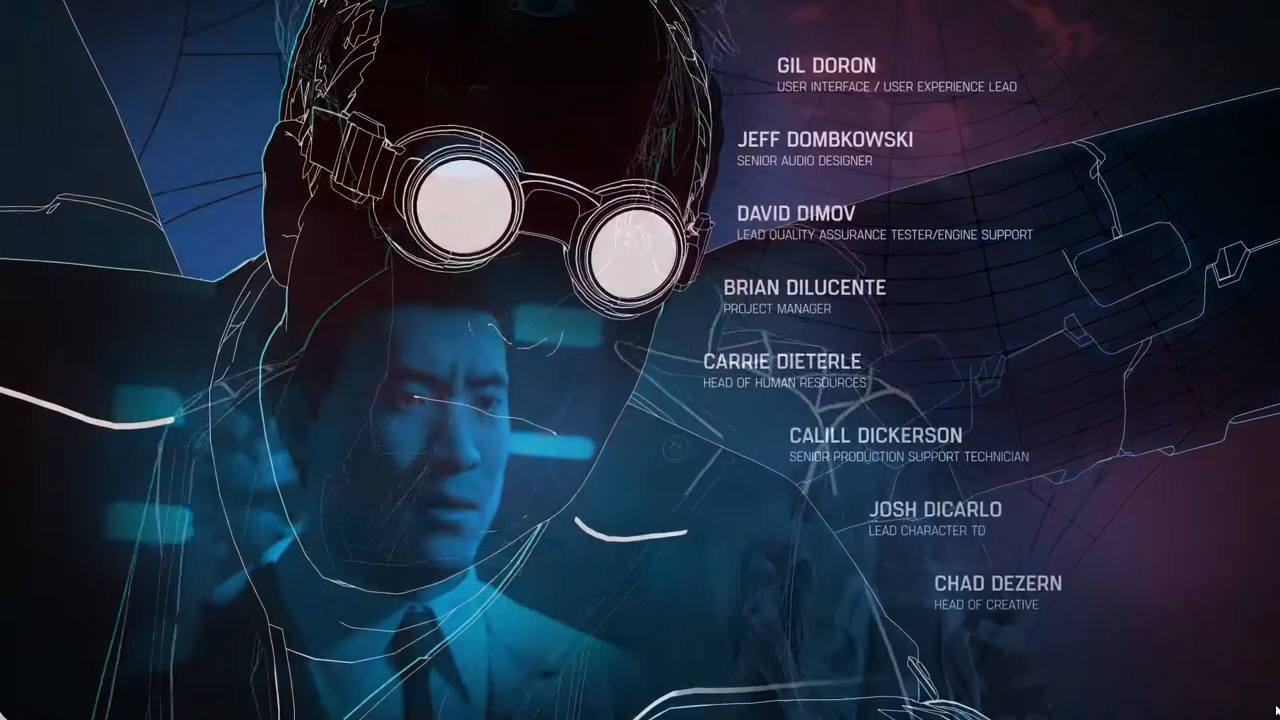 GIL DORON
USER INTERFACE / USER EXPERIENCE LEAD
JEFF DOMBKOWSKI
SENIOR AUDIO DESIGNER
DAVID DIMOV
LEAD QUALITY ASSURANCE TESTER/ENGINE SUPPORT
BRIAN DILUCENTE
PROJECT MANAGER
CARRIE DIETERLE
HEAD OF HUMAN RESOURCES
CALILL DICKERSON
SENIOR PRODUCTION SUPPORT TECHNICIAN
JOSH DICARLO
LEAD CHARACTER TD
CHAD DEZERN
HEAD OF CREATIVE